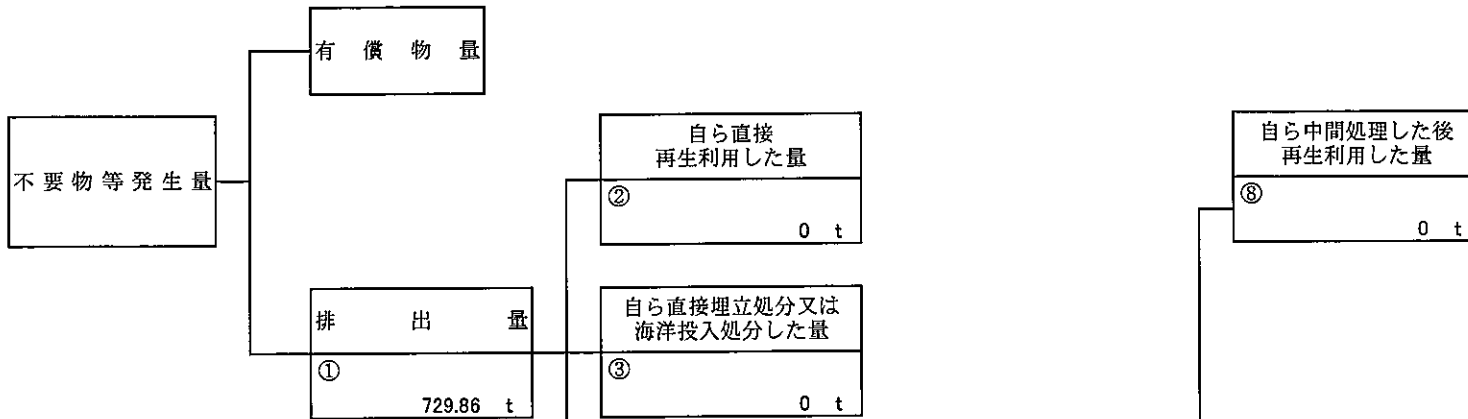 有償物量
不要物等発生量
自ら直接
再生利用した量
②
0 t
自ら中間処理した後
再生利用した量
⑧
0 t
排出量
①
729.86 t
自ら直接埋立処分又は
海洋投入処分した量
③
0 t